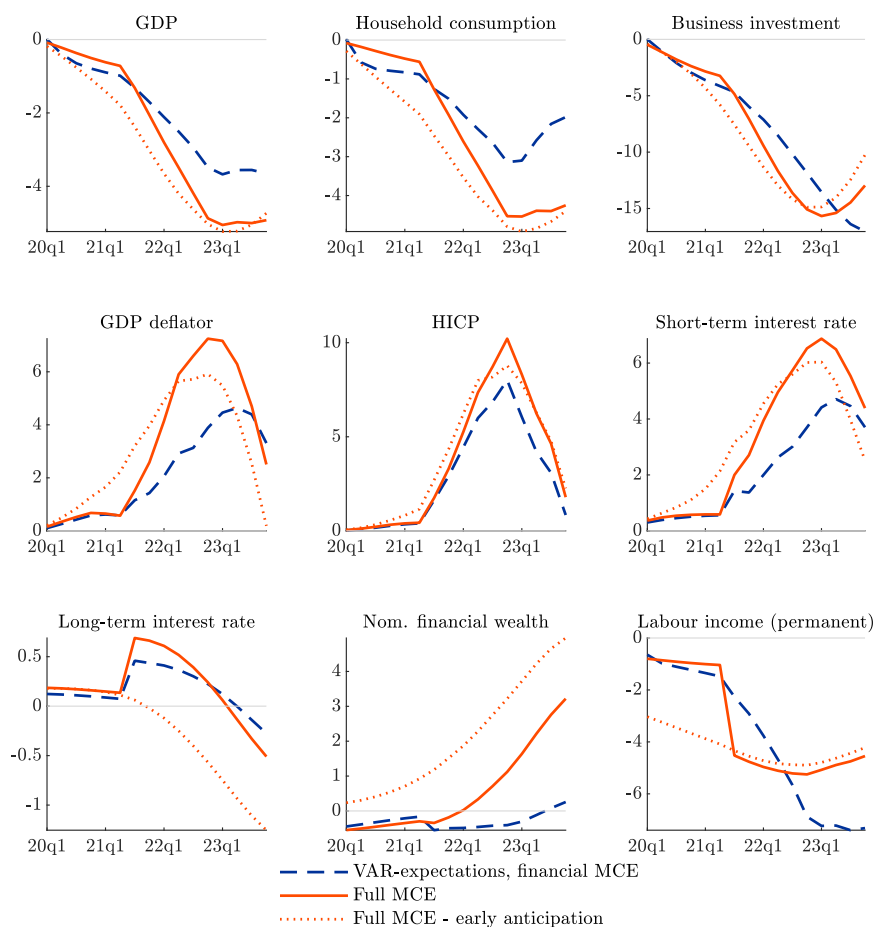 GDP
Household consumption
Business investment
0
-2
-4
20q1 21q1 22q1 23q1
0
-1
-2
-3
-4
20q1 21q1 22q1 23q1
0
-5
-10
-15
20q1 21q1 22q1 23q1
GDP deflator
HICP
Short-term interest rate
6
4
2
0
20q1 21q1 22q1 23q1
10
5
0
20q1 21q1 22q1 23q1
6
4
2
0
20q1 21q1 22q1 23q1
Long-term interest rate
Nom. financial wealth
Labour income (permanent)
0.5
0
-0.5
-1
20q1 21q1 22q1 23q1
4
3
2
1
0
20q1 21q1 22q1 23q1
0
-2
-4
-6
20q1 21q1 22q1 23q1
VAR-expectations, financial MCE
Full MCE
Full MCE - early anticipation